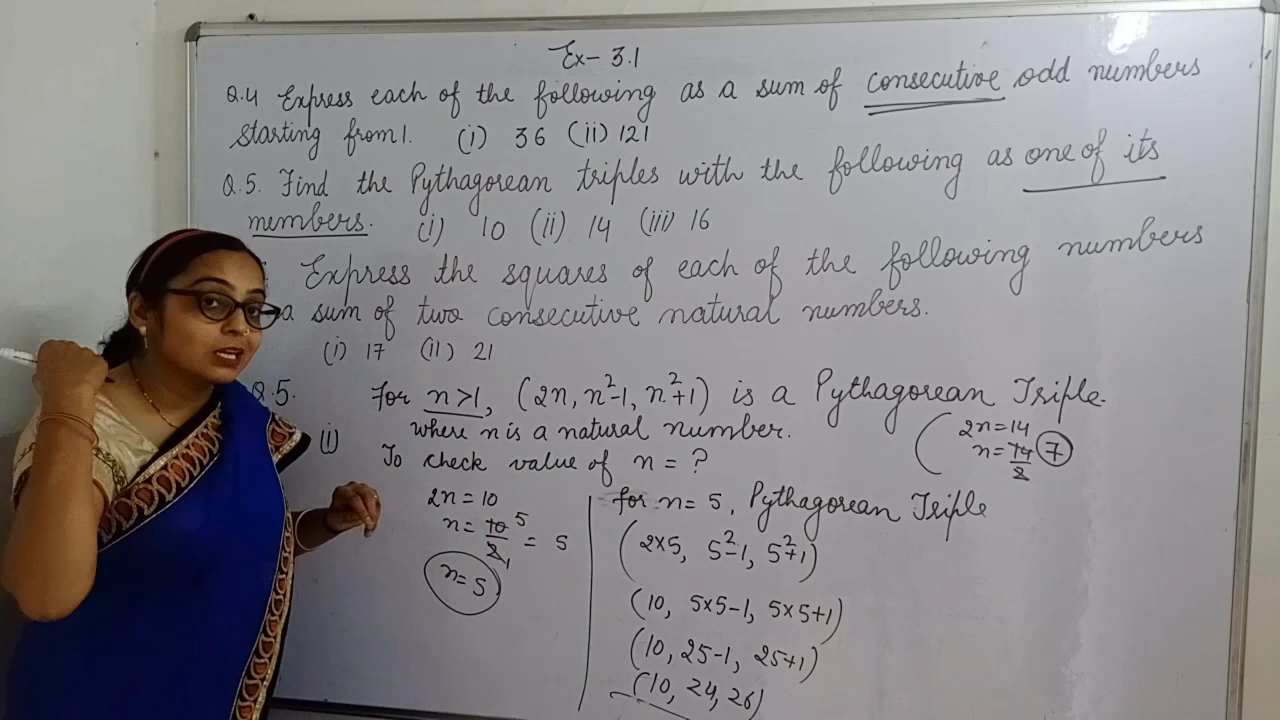 Ex- 3.1
Q.4 Express each of the following as a sum of consecutive odd numbers
starting from 1. (i) 36 (ii) 121
Q.5. Find the Pythagorean triples with the following as one of its
members. (i) 10 (ii) 14 (iii) 16
Express the squares of each of the following numbers
a sum of two consecutive natural numbers.
(i) 17 (ii) 21
Q.5. For n>1, (2n, n²-1, n²+1) is a Pythagorean Triple.
where n is a natural number.
(i) To check value of n = ?
2n = 10
n = 10/2 5 1 = 5
n = 5
for n = 5, Pythagorean Triple
(2×5, 5²-1, 5²+1)
(10, 5×5-1, 5×5+1)
(10, 25-1, 25+1)
(10, 24, 26)
2n = 14
n = 14/2 7